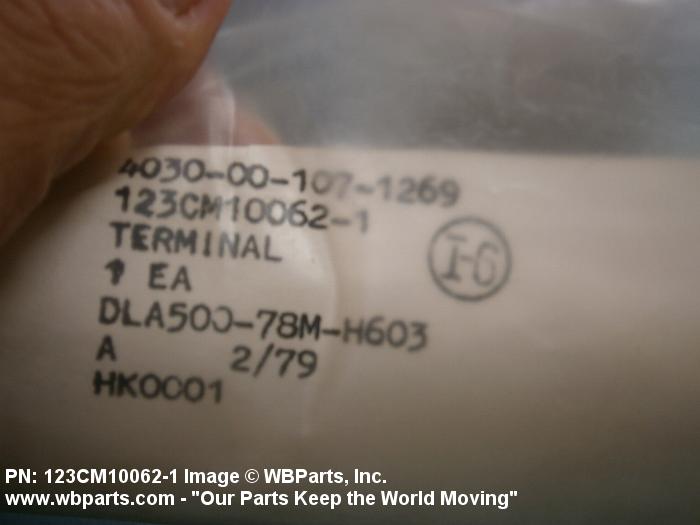 4030-00-107-1269
123CM10062-1
I-6
TERMINAL
1 EA
DLA500-78M-H603
A 2/79
HK0001
PN: 123CM10062-1 Image © WBParts, Inc.
www.wbparts.com - "Our Parts Keep the World Moving"